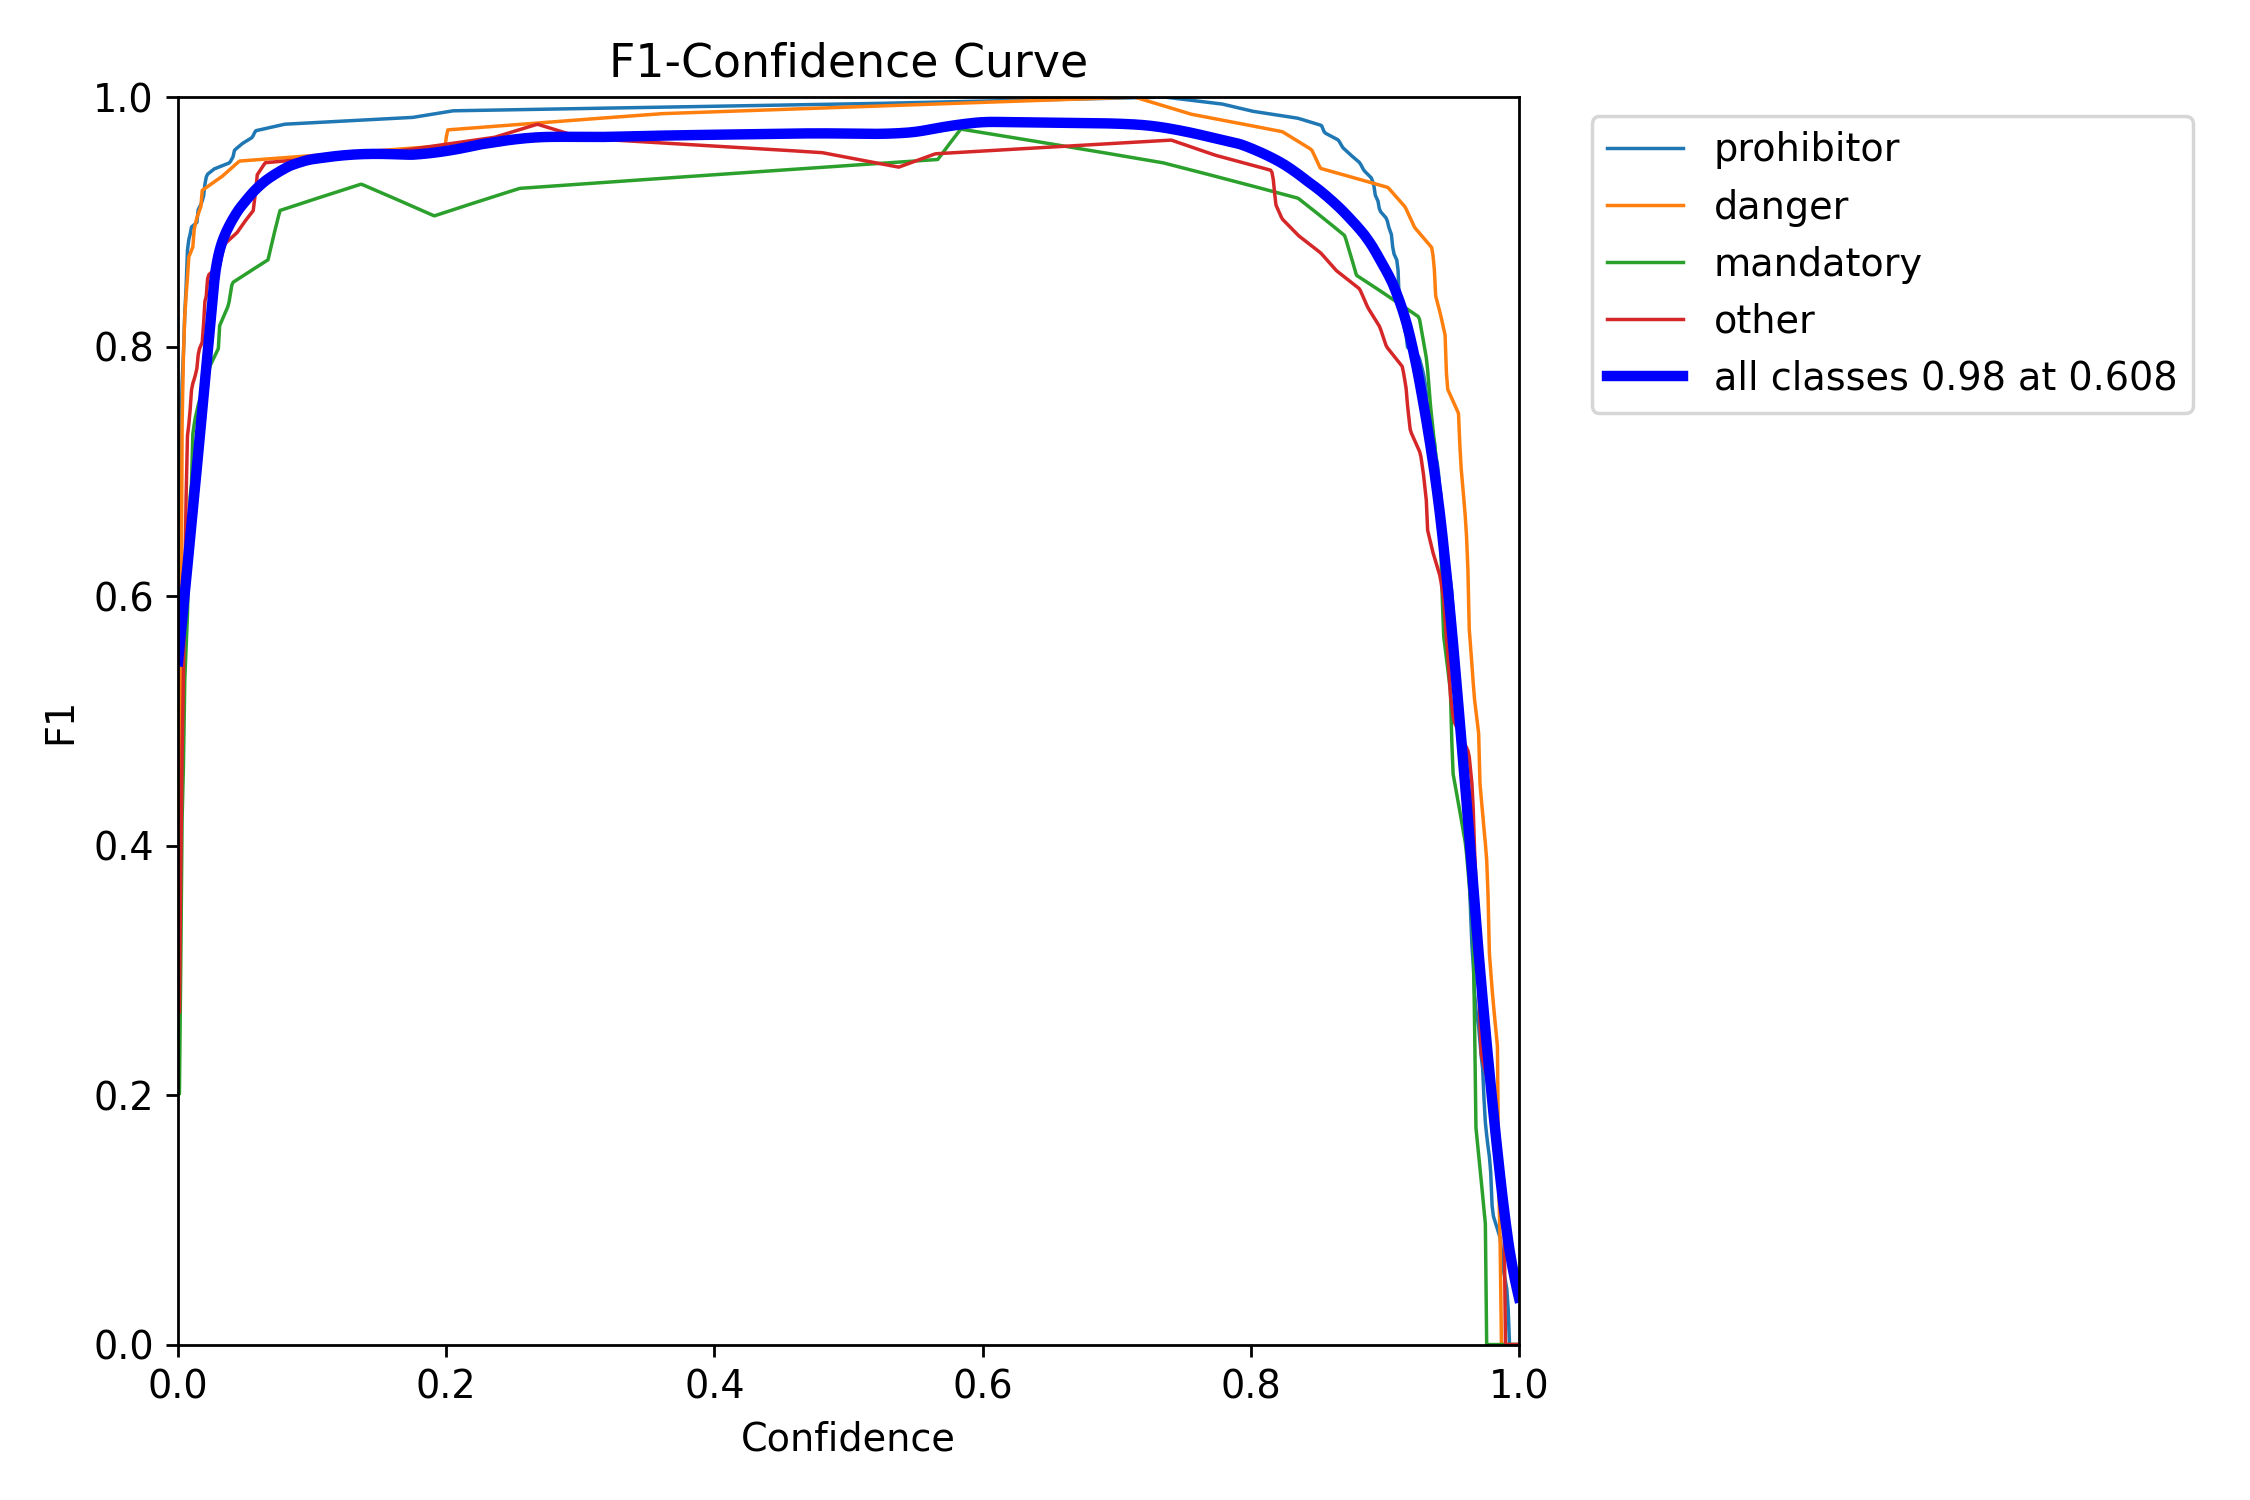 F1-Confidence Curve
1.0
0.8
0.6
0.4
0.2
0.0
F1
0.0 0.2 0.4 0.6 0.8 1.0
Confidence
prohibitor
danger
mandatory
other
all classes 0.98 at 0.608